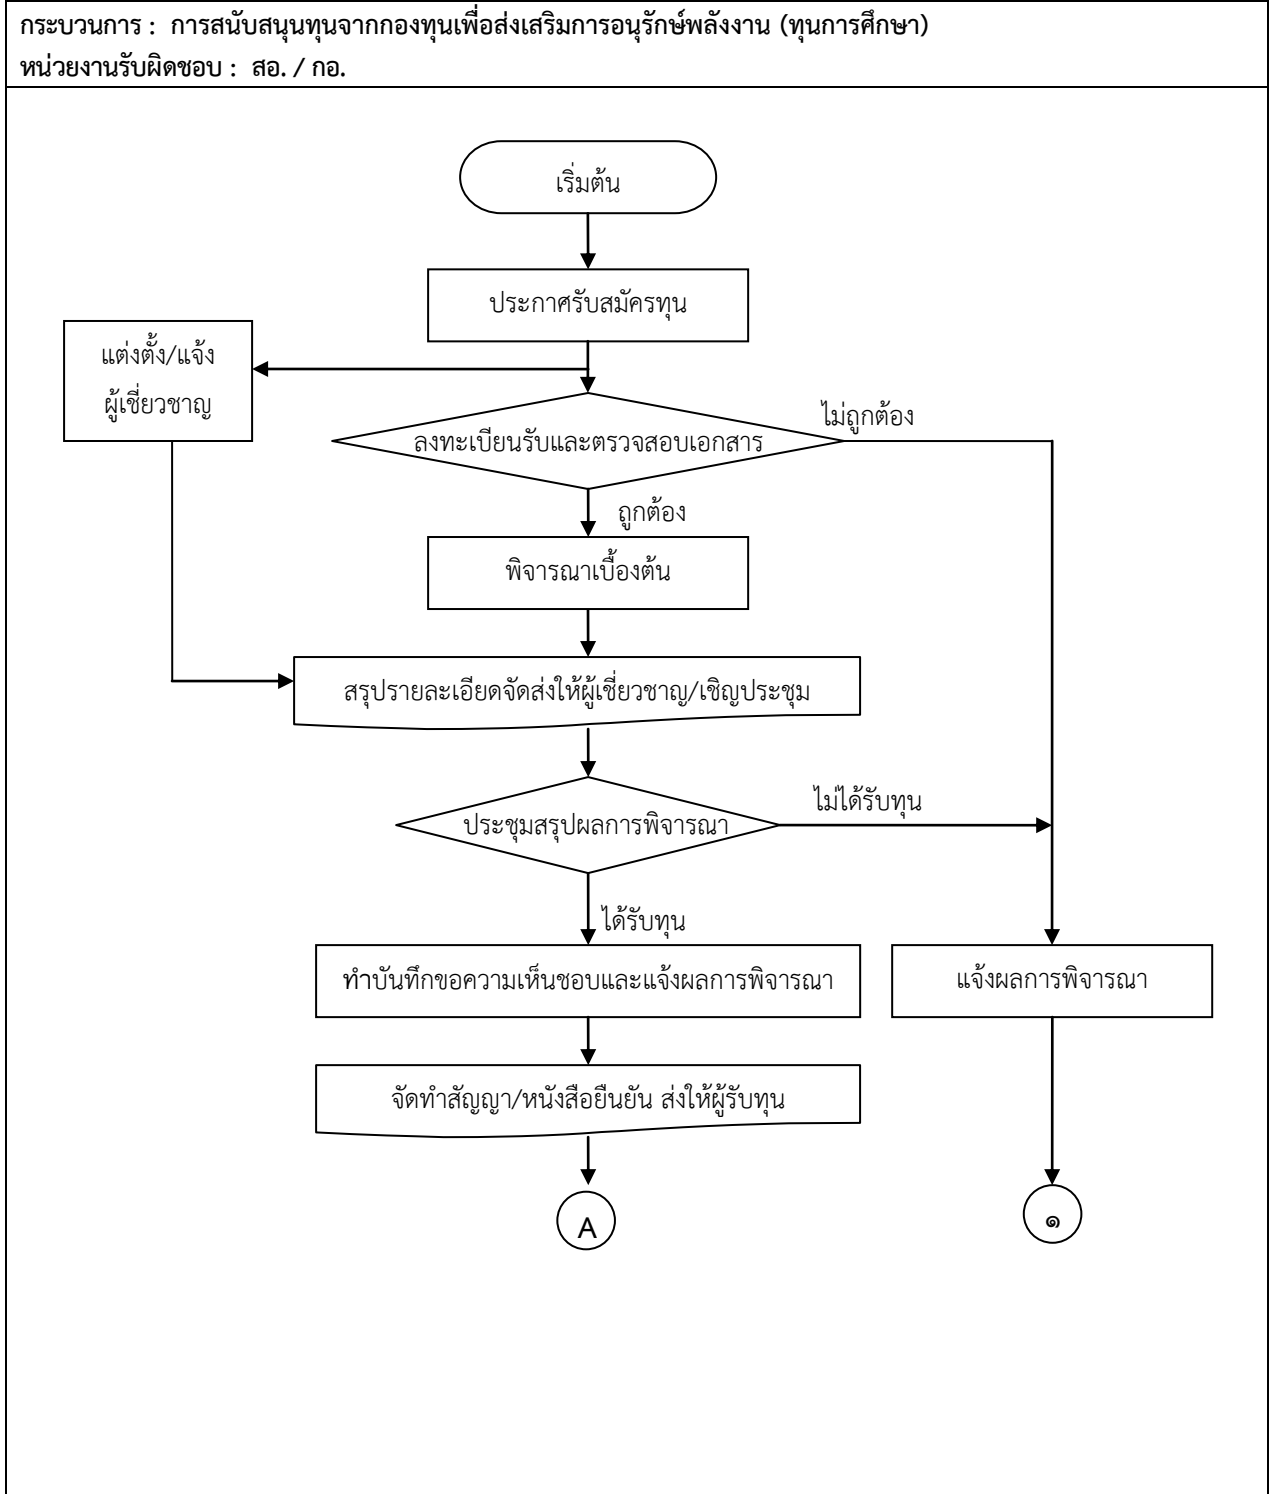 กระบวนการ : การสนับสนุนทุนจากกองทุนเพื่อส่งเสริมการอนุรักษ์พลังงาน (ทุนการศึกษา)
หน่วยงานรับผิดชอบ : สอ. / กอ.
เริ่มต้น
ประกาศรับสมัครทุน
แต่งตั้ง/แจ้ง
ผู้เชี่ยวชาญ
ไม่ถูกต้อง
ลงทะเบียนรับและตรวจสอบเอกสาร
ถูกต้อง
พิจารณาเบื้องต้น
สรุปรายละเอียดจัดส่งให้ผู้เชี่ยวชาญ/เชิญประชุม
ไม่ได้รับทุน
ประชุมสรุปผลการพิจารณา
ได้รับทุน
ทำบันทึกขอความเห็นชอบและแจ้งผลการพิจารณา
แจ้งผลการพิจารณา
จัดทำสัญญา/หนังสือยืนยัน ส่งให้ผู้รับทุน
A
๑